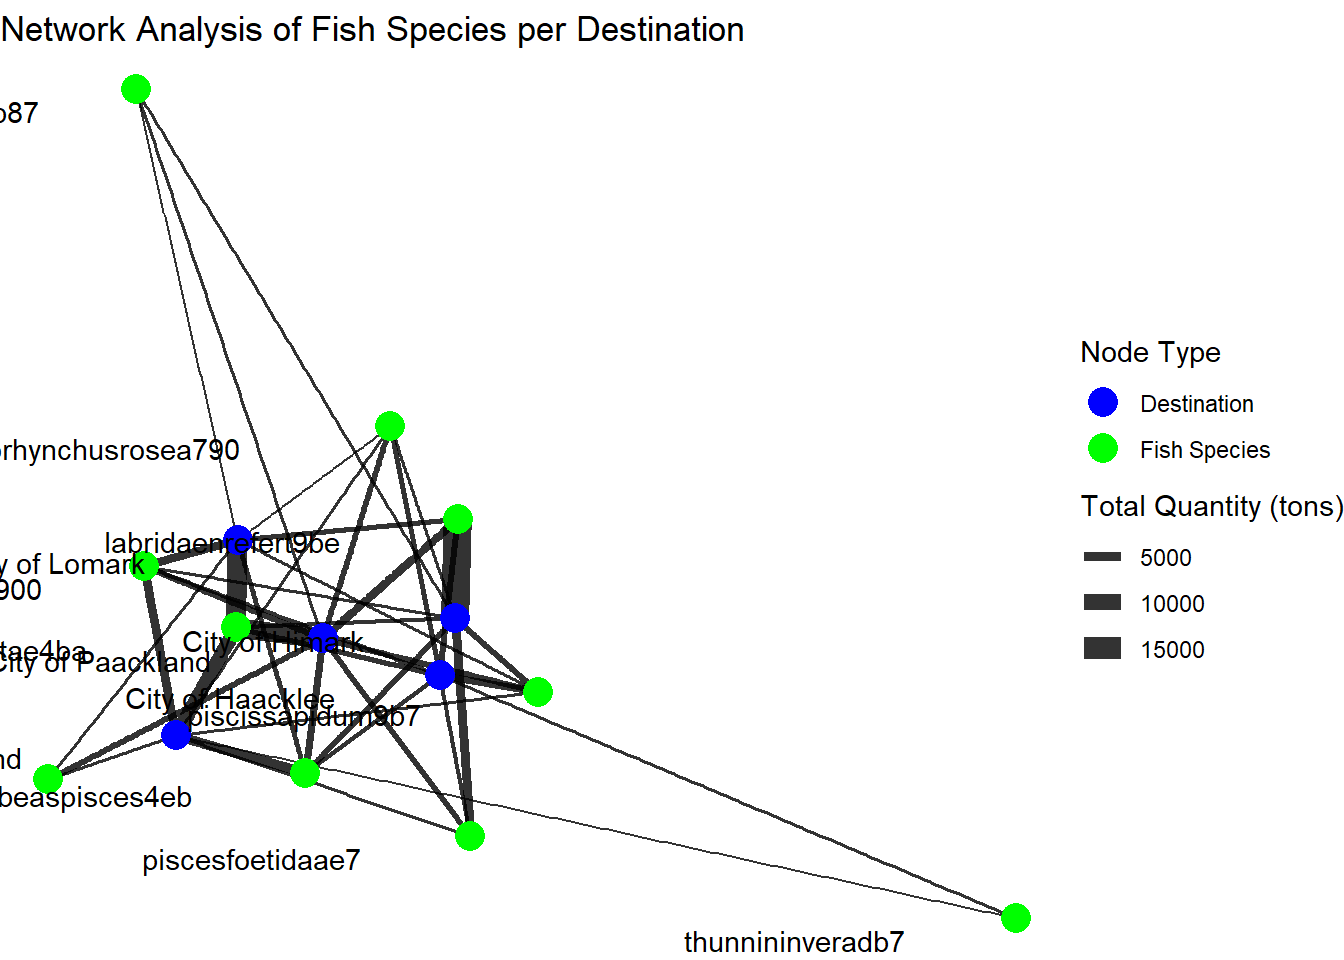 Network Analysis of Fish Species per Destination
b87
orhynchusrosea790
labridaenrefert9be
y of Lomark
900
City of Himark
tae4ba
City of Paackland
City of Haacklee
piscissapidum9b7
nd
beaspisces4eb
piscesfoetidaae7
thunnininveradb7
Node Type
Destination
Fish Species
Total Quantity (tons)
5000
10000
15000